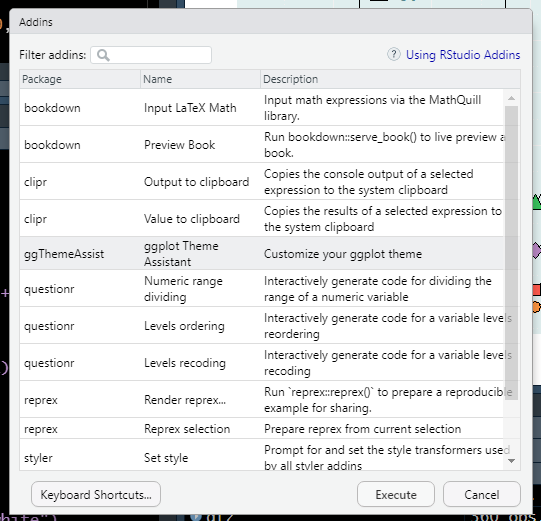 Addins
Filter addins:
? Using RStudio Addins
Package Name Description
bookdown Input LaTeX Math Input math expressions via the MathQuill
library.
bookdown Preview Book Run bookdown::serve_book() to live preview a
book.
clipr Output to clipboard Copies the console output of a selected
expression to the system clipboard
clipr Value to clipboard Copies the results of a selected expression to
the system clipboard
ggThemeAssist ggplot Theme
Assistant Customize your ggplot theme
questionr Numeric range
dividing Interactively generate code for dividing the
range of a numeric variable
questionr Levels ordering Interactively generate code for a variable levels
reordering
questionr Levels recoding Interactively generate code for a variable levels
recoding
reprex Render reprex... Run `reprex::reprex()` to prepare a reproducible
example for sharing.
reprex Reprex selection Prepare reprex from current selection
styler Set style Prompt for and set the style transformers used
by all styler addins
Keyboard Shortcuts... Execute Cancel